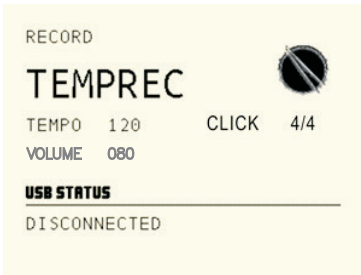 RECORD
TEMPREC
TEMPO 120 CLICK 4/4
VOLUME 080
USB STATUS
DISCONNECTED